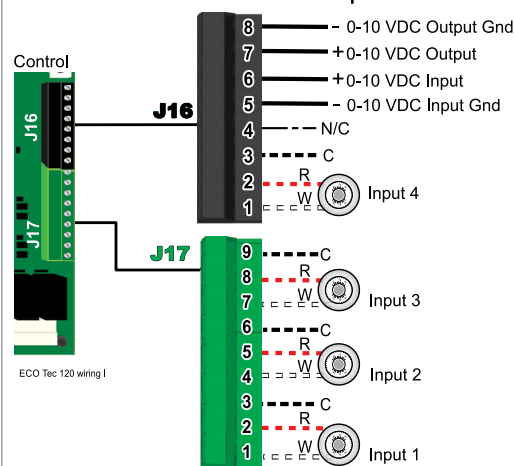 Control
J16
J17
J16
8 - 0-10 VDC Output Gnd
7 + 0-10 VDC Output
6 + 0-10 VDC Input
5 - 0-10 VDC Input Gnd
4 N/C
3 C
2 R
1 W
Input 4
J17
9 C
8 R
7 W
Input 3
6 C
5 R
4 W
Input 2
3 C
2 R
1 W
Input 1
ECO Tec 120 wiring I